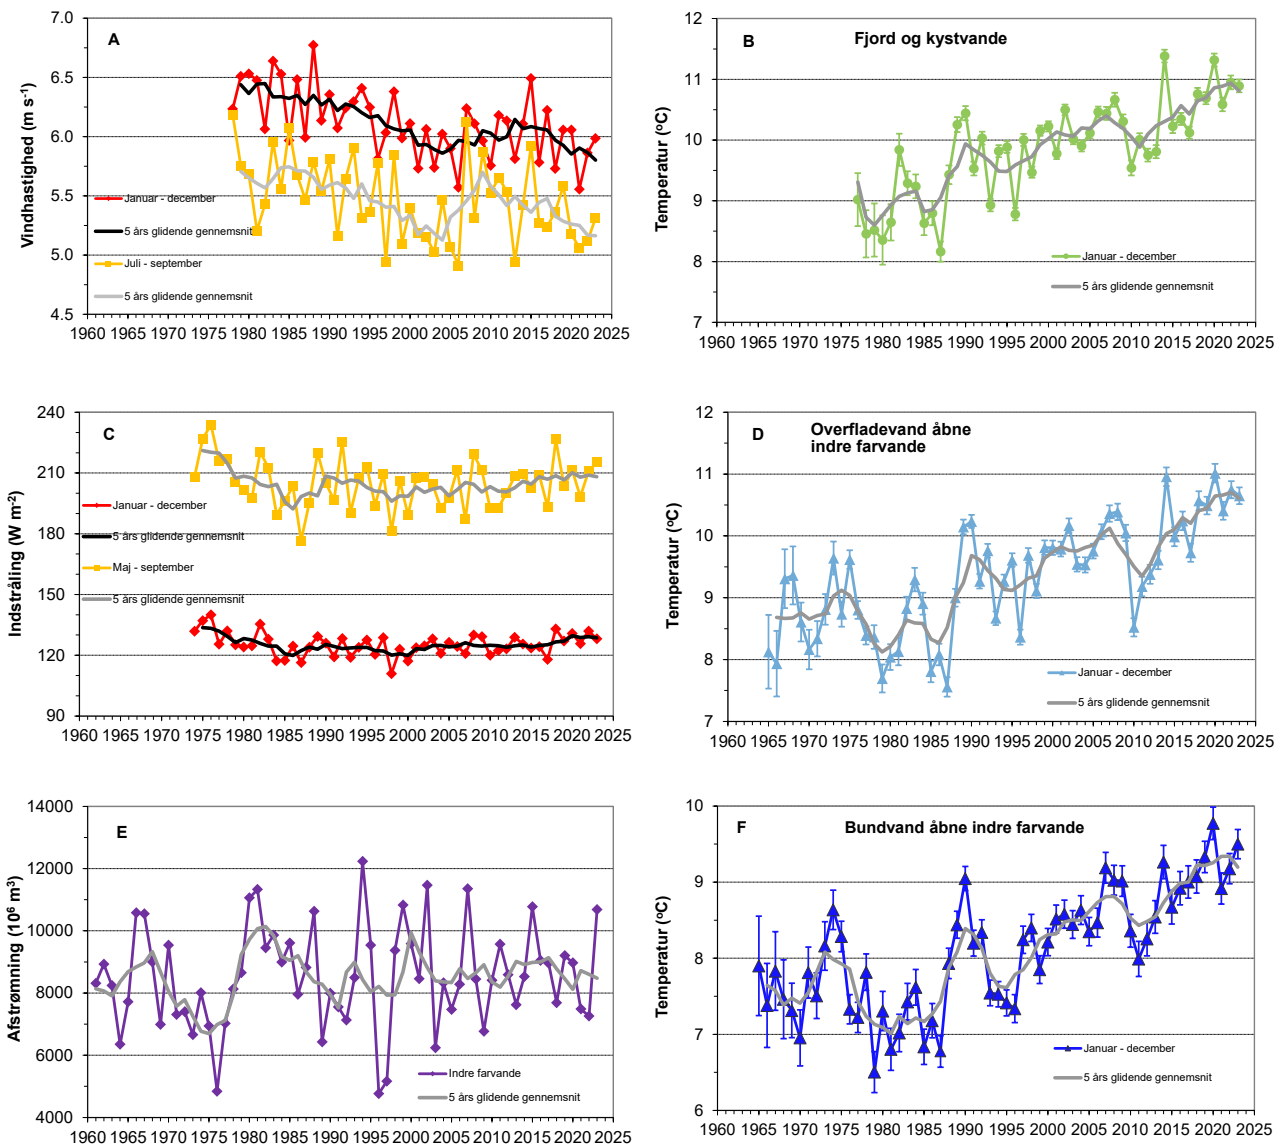 A
Vindhastighed (m s-1)
7.0
6.5
6.0
5.5
5.0
4.5
Januar - december
5 års glidende gennemsnit
Juli - september
5 års glidende gennemsnit
1960 1965 1970 1975 1980 1985 1990 1995 2000 2005 2010 2015 2020 2025
B
Fjord og kystvande
Temperatur (ºC)
12
11
10
9
8
7
Januar - december
5 års glidende gennemsnit
1960 1965 1970 1975 1980 1985 1990 1995 2000 2005 2010 2015 2020 2025
C
Indstråling (W m-2)
240
210
180
150
120
90
Januar - december
5 års glidende gennemsnit
Maj - september
5 års glidende gennemsnit
1960 1965 1970 1975 1980 1985 1990 1995 2000 2005 2010 2015 2020 2025
D
Overfladevand åbne
indre farvande
Temperatur (ºC)
12
11
10
9
8
7
Januar - december
5 års glidende gennemsnit
1960 1965 1970 1975 1980 1985 1990 1995 2000 2005 2010 2015 2020 2025
E
Afstrømning (10⁶ m³)
14000
12000
10000
8000
6000
4000
Indre farvande
5 års glidende gennemsnit
1960 1965 1970 1975 1980 1985 1990 1995 2000 2005 2010 2015 2020 2025
F
Bundvand åbne indre farvande
Temperatur (ºC)
10
9
8
7
6
Januar - december
5 års glidende gennemsnit
1960 1965 1970 1975 1980 1985 1990 1995 2000 2005 2010 2015 2020 2025